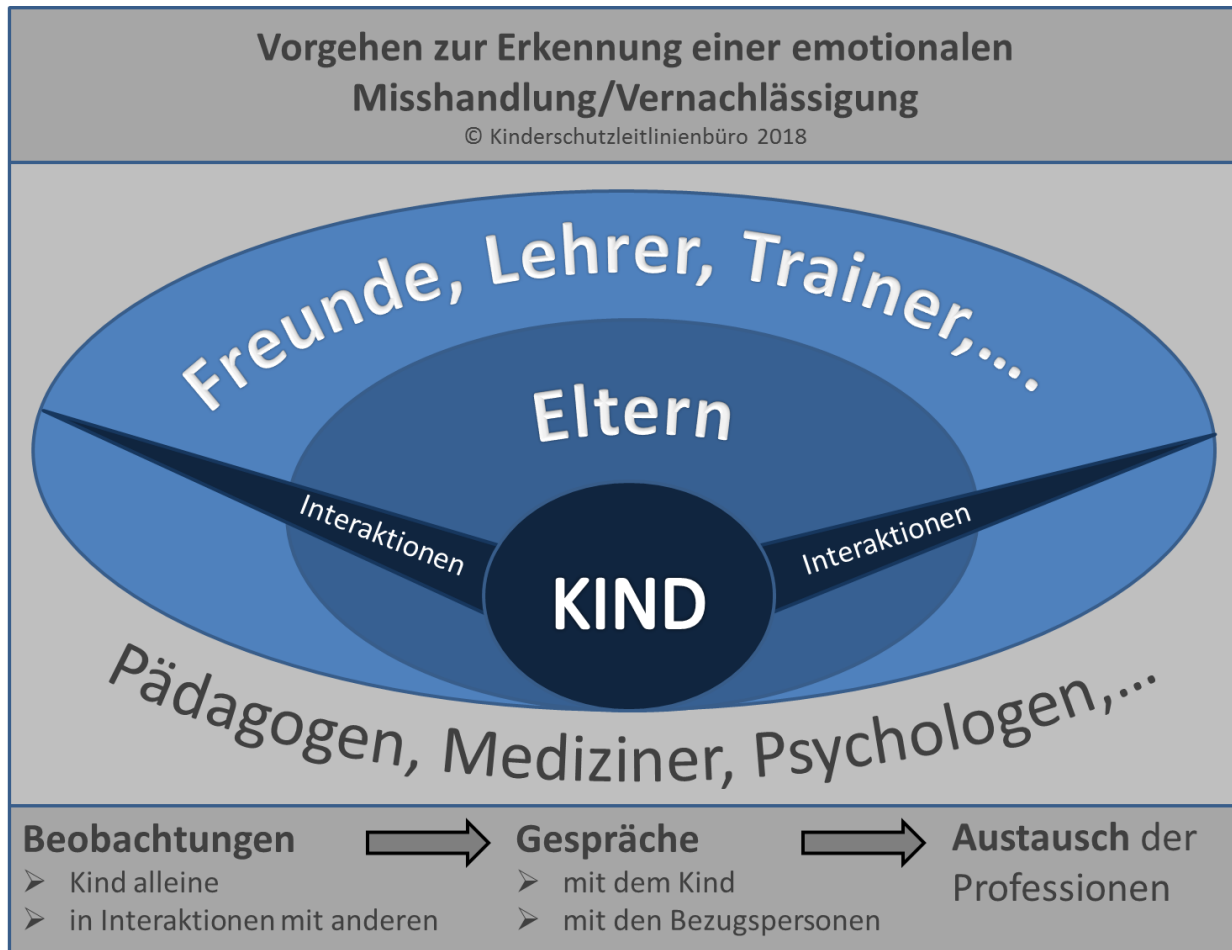 Vorgehen zur Erkennung einer emotionalen
Misshandlung/Vernachlässigung
© Kinderschutzleitlinienbüro 2018
Freunde, Lehrer, Trainer,….
Eltern
Interaktionen
Interaktionen
KIND
Pädagogen, Mediziner, Psychologen,…
Beobachtungen
Kind alleine
in Interaktionen mit anderen
Gespräche
mit dem Kind
mit den Bezugspersonen
Austausch der
Professionen